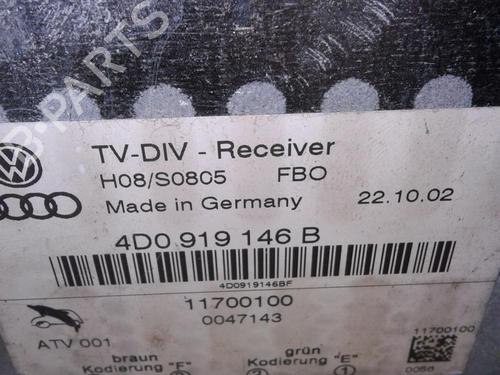 B-PARTS
TV-DIV - Receiver
H08/S0805 FBO
Made in Germany 22.10.02
4D0 919 146 B
4D0919146BF
11700100
0047143
ATV 001
11700100
braun grün
Kodierung "F" Kodierung "E"
0056